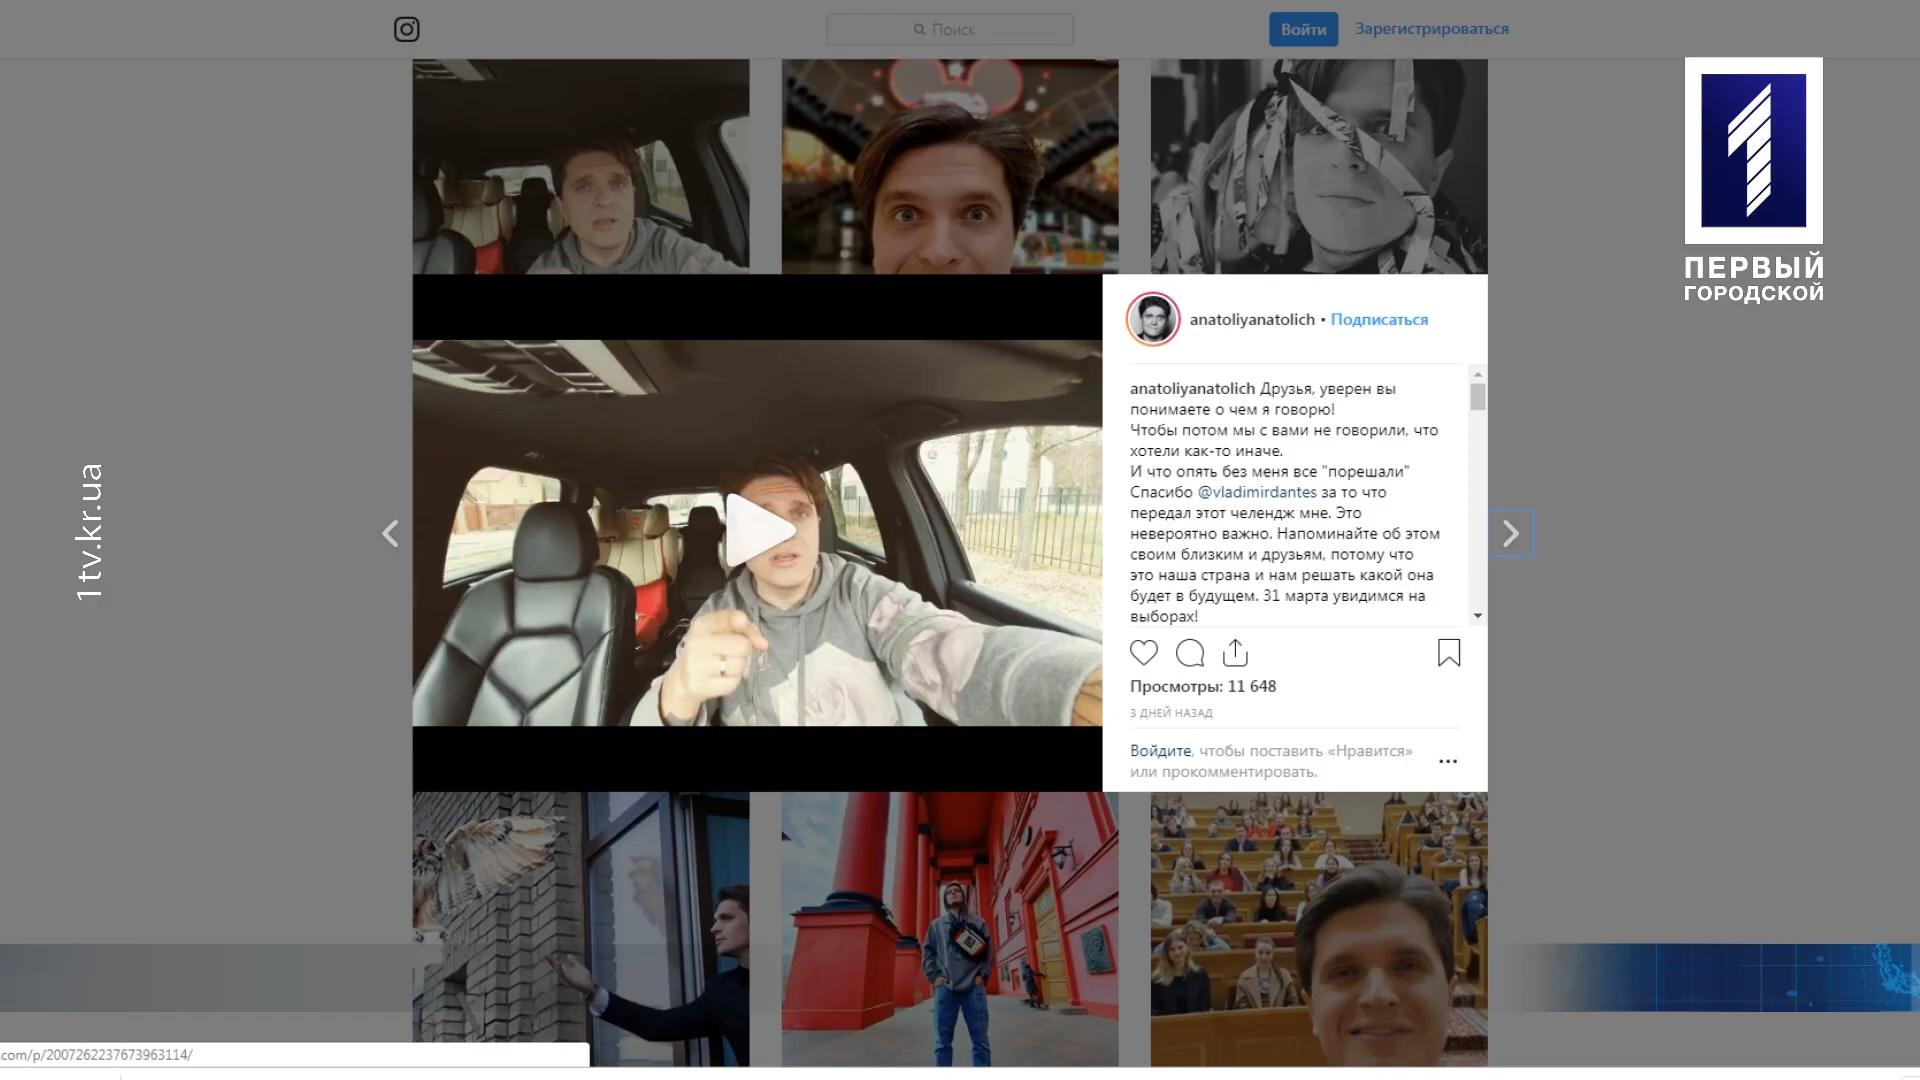 Поиск
Войти
Зарегистрироваться
ПЕРВЫЙ
ГОРОДСКОЙ
1tv.kr.ua
anatoliyanatolich • Подписаться
anatoliyanatolich Друзья, уверен вы
понимаете о чем я говорю!
Чтобы потом мы с вами не говорили, что
хотели как-то иначе.
И что опять без меня все "порешали"
Спасибо @vladimirdantes за то что
передал этот челендж мне. Это
невероятно важно. Напоминайте об этом
своим близким и друзьям, потому что
это наша страна и нам решать какой она
будет в будущем. 31 марта увидимся на
выборах!
Просмотры: 11 648
3 ДНЕЙ НАЗАД
Войдите, чтобы поставить «Нравится»
или прокомментировать.
.com/p/2007262237673963114/